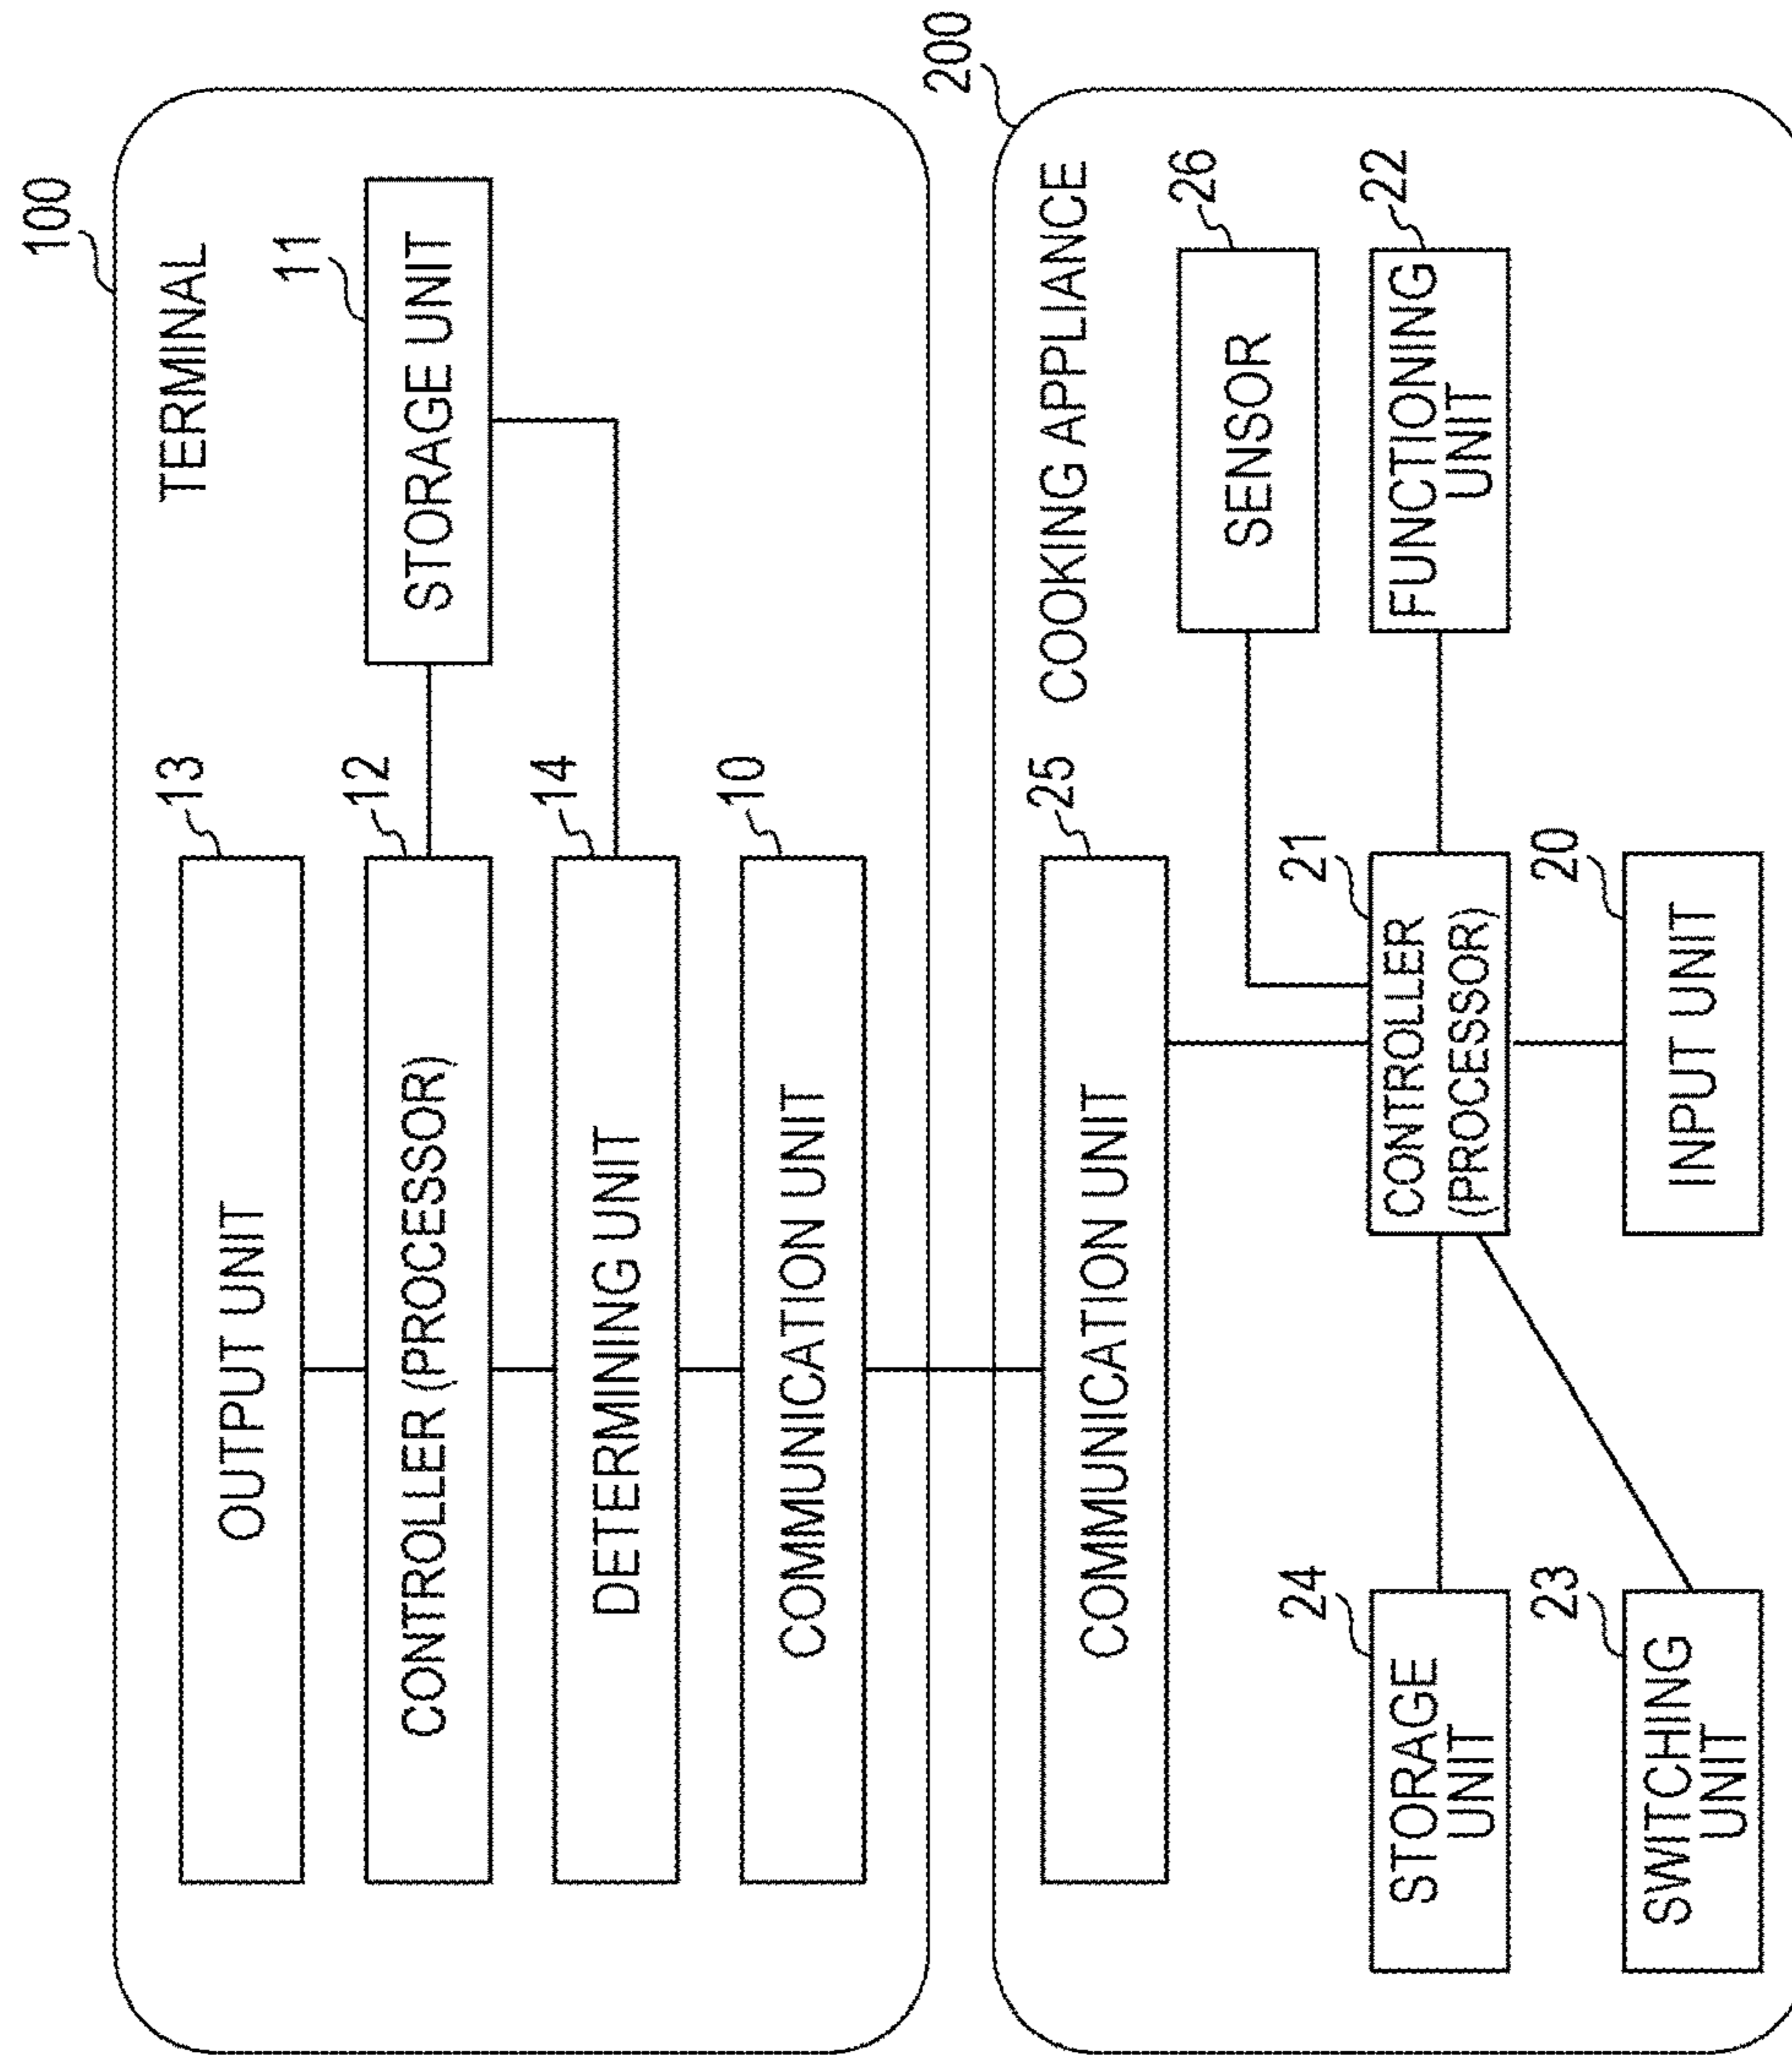 100
TERMINAL
13
OUTPUT UNIT
12
CONTROLLER (PROCESSOR)
11
STORAGE UNIT
14
DETERMINING UNIT
10
COMMUNICATION UNIT
200
COOKING APPLIANCE
25
COMMUNICATION UNIT
26
SENSOR
24
STORAGE
UNIT
21
CONTROLLER
(PROCESSOR)
22
FUNCTIONING
UNIT
23
SWITCHING
UNIT
20
INPUT UNIT